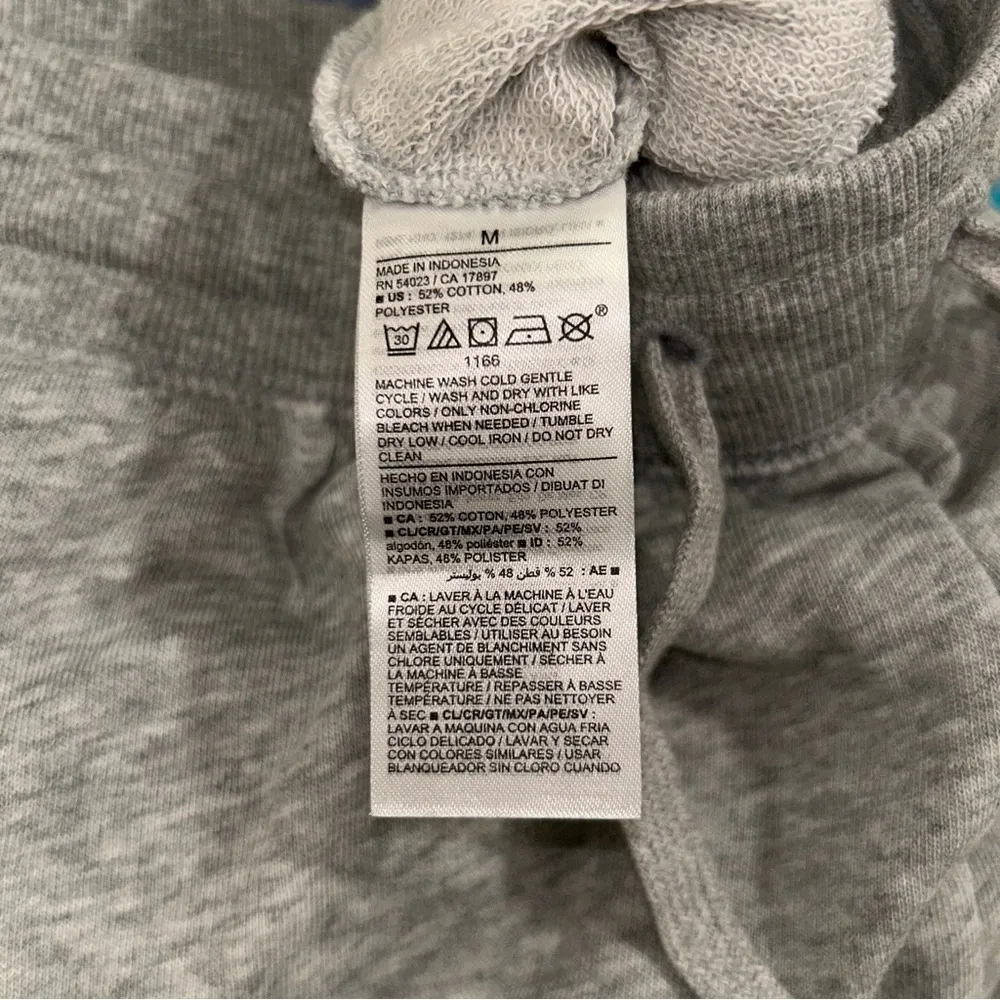 M
MADE IN INDONESIA
RN 54023 / CA 17897
■ US : 52% COTTON, 48%
POLYESTER
30
®
1166
MACHINE WASH COLD GENTLE
CYCLE / WASH AND DRY WITH LIKE
COLORS / ONLY NON-CHLORINE
BLEACH WHEN NEEDED / TUMBLE
DRY LOW / COOL IRON / DO NOT DRY
CLEAN
HECHO EN INDONESIA CON
INSUMOS IMPORTADOS / DIBUAT DI
INDONESIA
■ CA : 52% COTON, 48% POLYESTER
■ CL/CR/GT/MX/PA/PE/SV : 52%
algodón, 48% poliéster ■ ID : 52%
KAPAS, 48% POLISTER
■ AE : 52 % قطن 48 % بوليستر
■ CA : LAVER À LA MACHINE À L'EAU
FROIDE AU CYCLE DÉLICAT / LAVER
ET SÉCHER AVEC DES COULEURS
SEMBLABLES / UTILISER AU BESOIN
UN AGENT DE BLANCHIMENT SANS
CHLORE UNIQUEMENT / SÉCHER À
LA MACHINE À BASSE
TEMPÉRATURE / REPASSER À BASSE
TEMPÉRATURE / NE PAS NETTOYER
À SEC ■ CL/CR/GT/MX/PA/PE/SV :
LAVAR A MAQUINA CON AGUA FRIA
CICLO DELICADO / LAVAR Y SECAR
CON COLORES SIMILARES / USAR
BLANQUEADOR SIN CLORO CUANDO